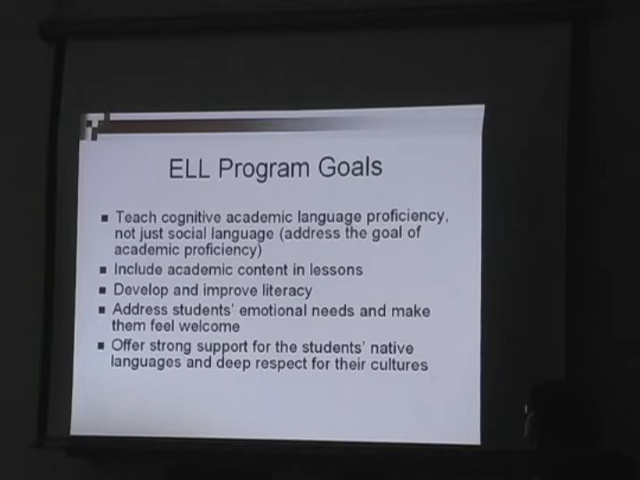 ELL Program Goals
Teach cognitive academic language proficiency,
not just social language (address the goal of
academic proficiency)
Include academic content in lessons
Develop and improve literacy
Address students' emotional needs and make
them feel welcome
Offer strong support for the students' native
languages and deep respect for their cultures